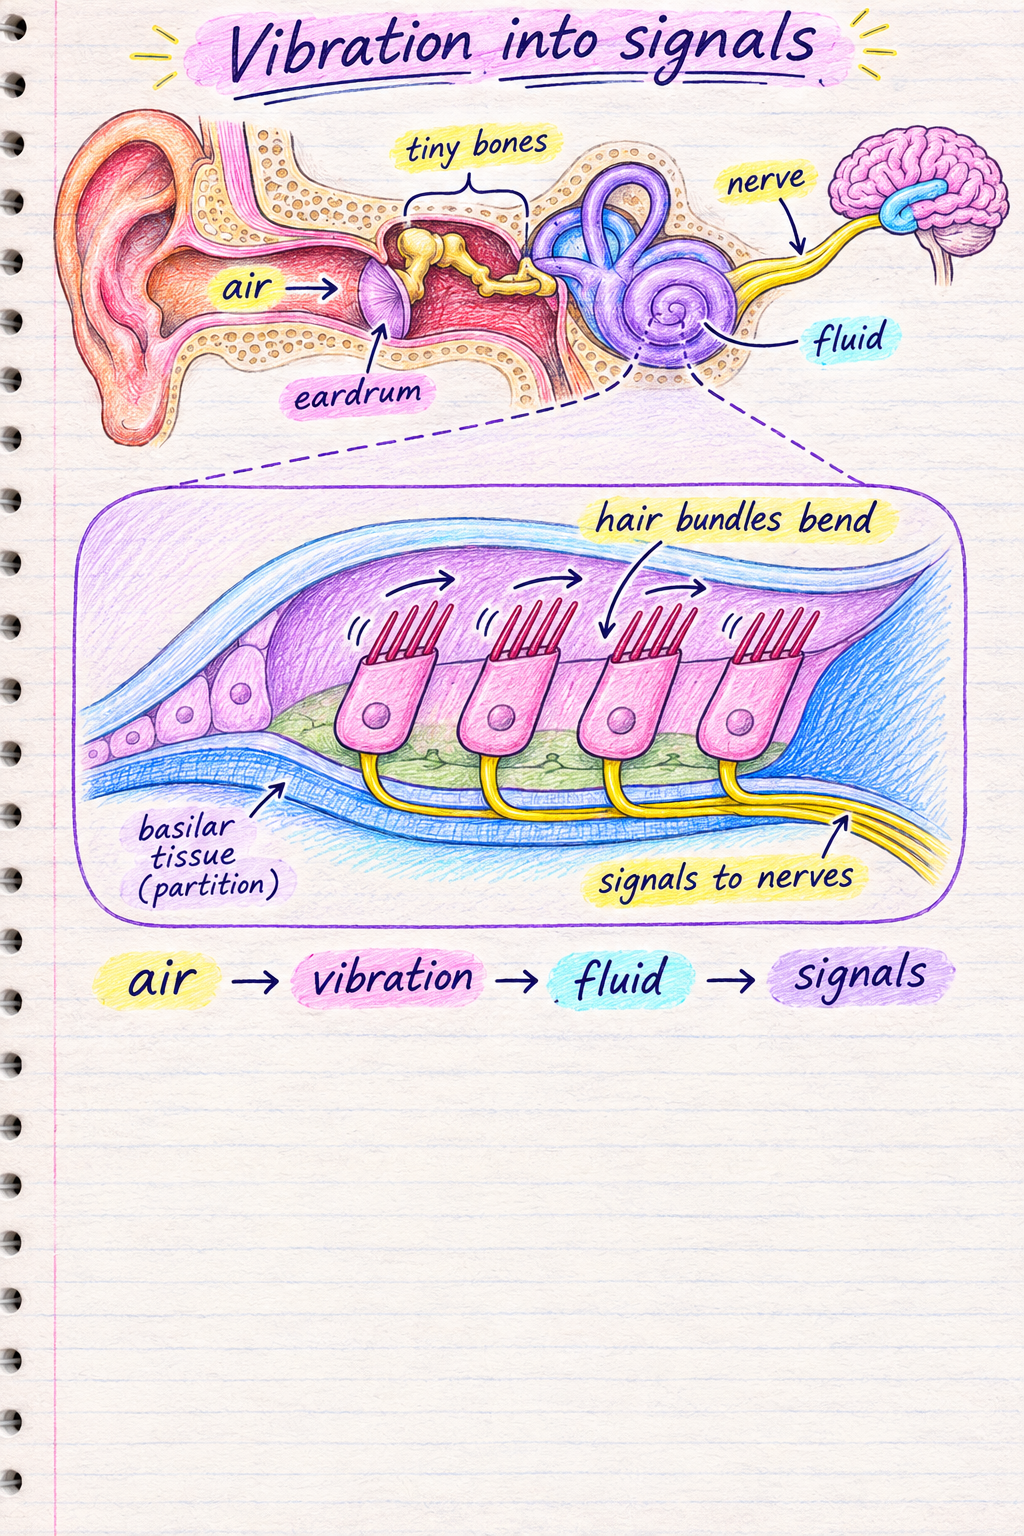 Vibration into signals
tiny bones
nerve
air
fluid
eardrum
hair bundles bend
basilar
tissue
(partition)
signals to nerves
air → vibration → fluid → signals